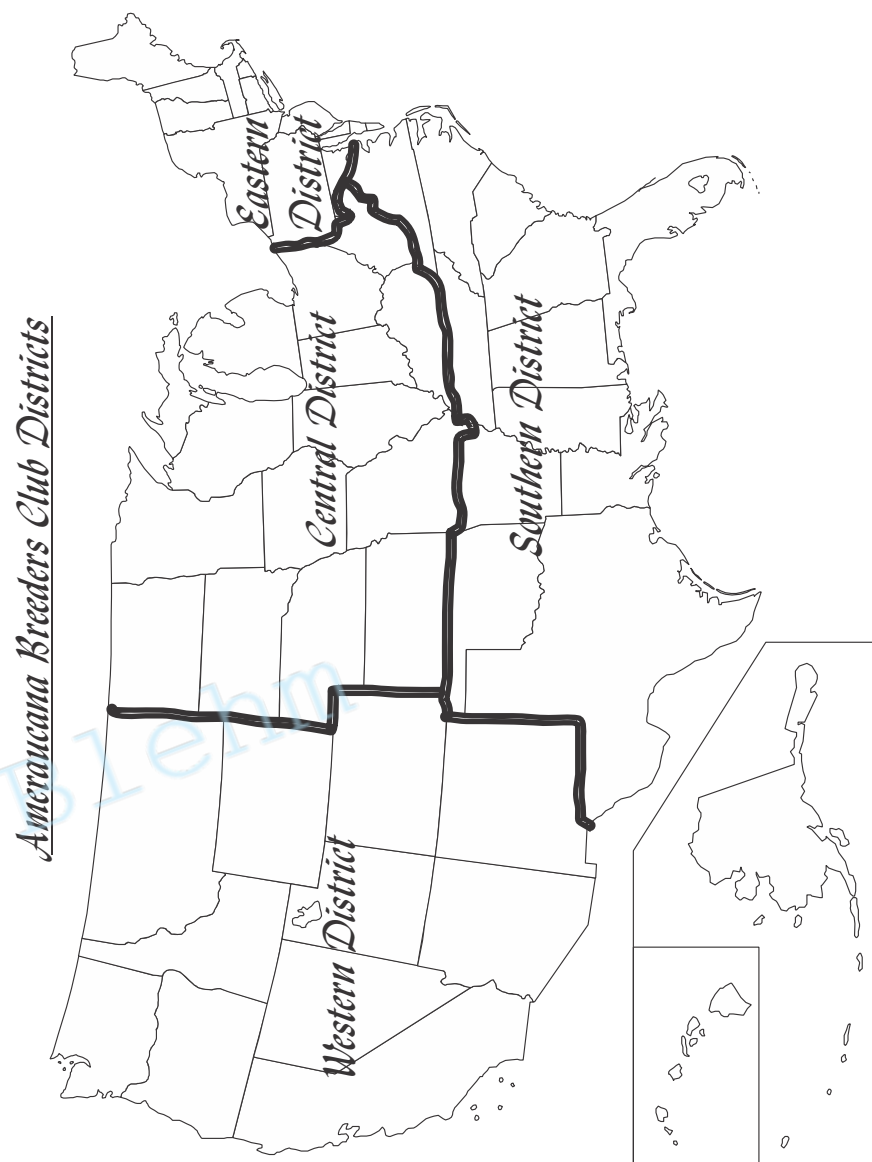 Ameraucana Breeders Club Districts
Eastern
District
Central District
Southern District
Western District
Blehm